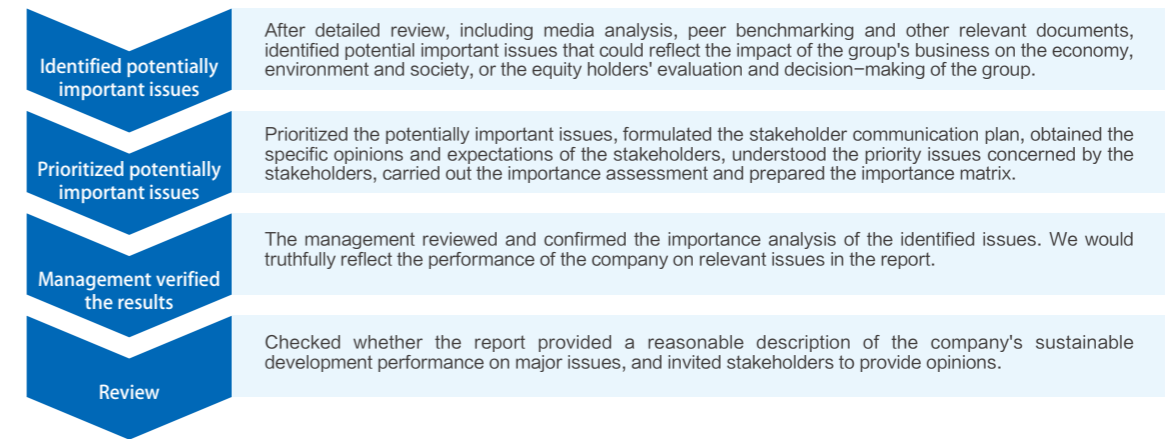 Identified potentially
important issues
After detailed review, including media analysis, peer benchmarking and other relevant documents,
identified potential important issues that could reflect the impact of the group's business on the economy,
environment and society, or the equity holders' evaluation and decision-making of the group.
Prioritized potentially
important issues
Prioritized the potentially important issues, formulated the stakeholder communication plan, obtained the
specific opinions and expectations of the stakeholders, understood the priority issues concerned by the
stakeholders, carried out the importance assessment and prepared the importance matrix.
Management verified
the results
The management reviewed and confirmed the importance analysis of the identified issues. We would
truthfully reflect the performance of the company on relevant issues in the report.
Review
Checked whether the report provided a reasonable description of the company's sustainable
development performance on major issues, and invited stakeholders to provide opinions.